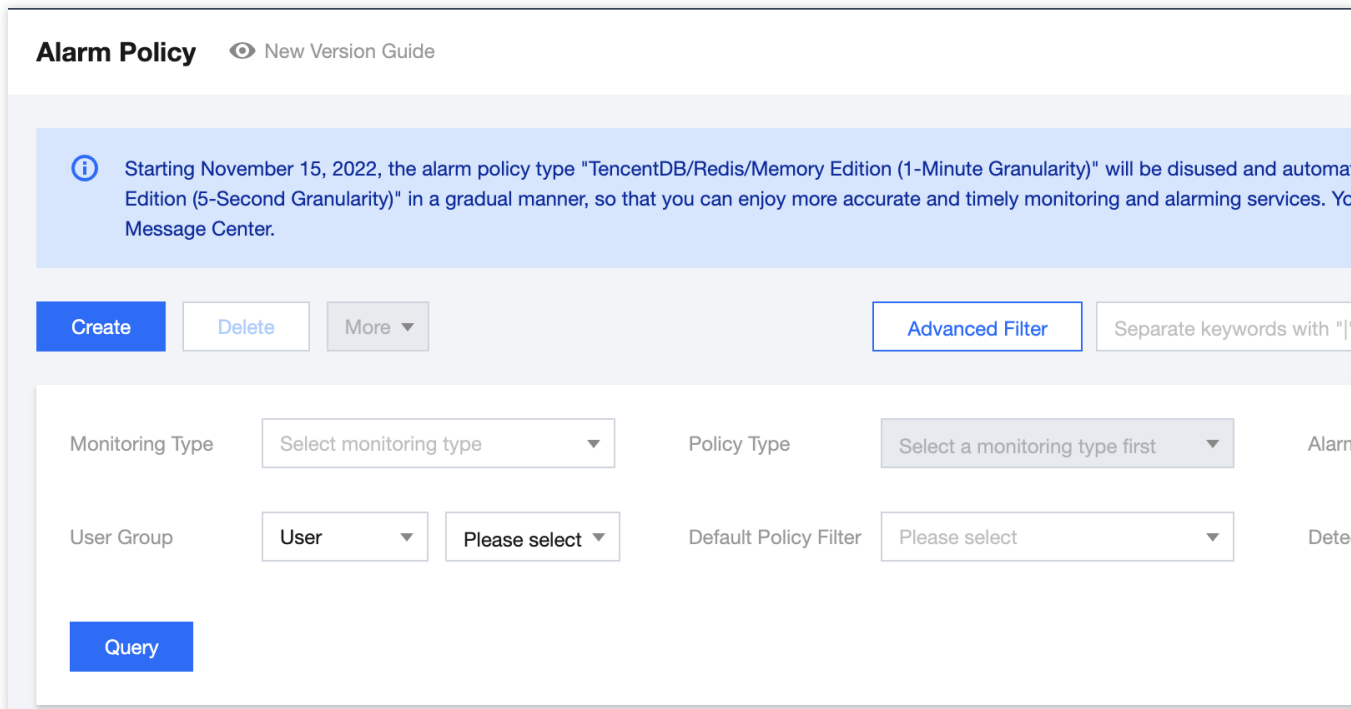 Alarm Policy New Version Guide
Starting November 15, 2022, the alarm policy type "TencentDB/Redis/Memory Edition (1-Minute Granularity)" will be disused and
Edition (5-Second Granularity)" in a gradual manner, so that you can enjoy more accurate and timely monitoring and alarming services.
Message Center.
Create Delete More Advanced Filter Separate keywords with "|"
Monitoring Type Select monitoring type Policy Type Select a monitoring type first
User Group User Please select Default Policy Filter Please select
Query